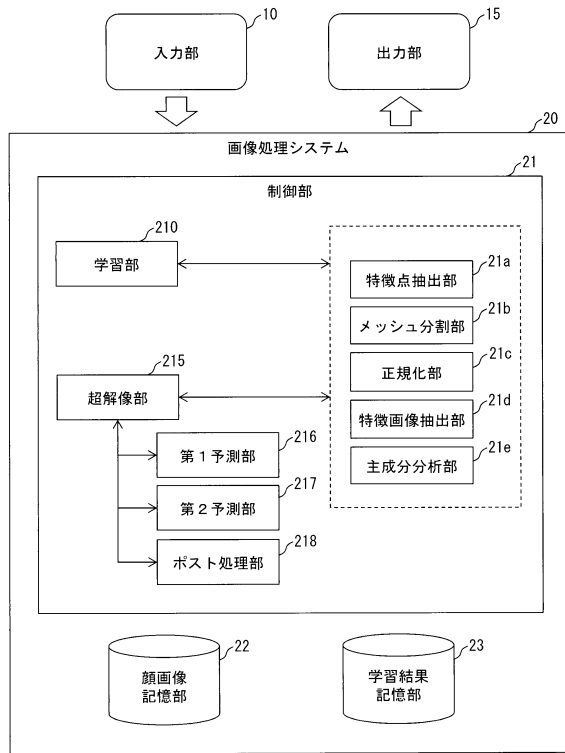 10
入力部
15
出力部
20
画像処理システム
21
制御部
210
学習部
21a
特徴点抽出部
21b
メッシュ分割部
21c
正規化部
21d
特徴画像抽出部
21e
主成分分析部
215
超解像部
216
第１予測部
217
第２予測部
218
ポスト処理部
22
顔画像
記憶部
23
学習結果
記憶部